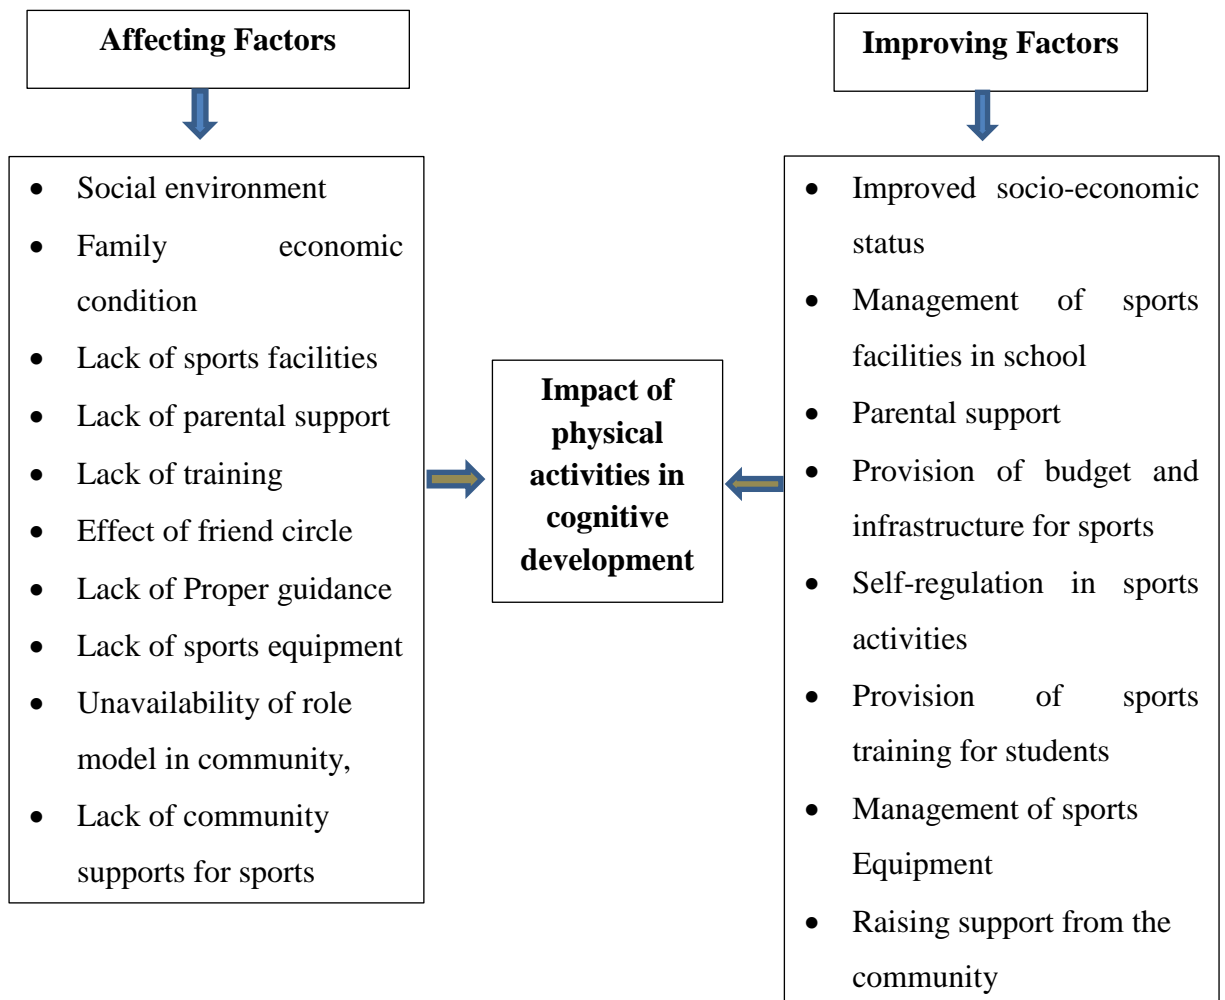 Affecting Factors
• Social environment
• Family economic
condition
• Lack of sports facilities
• Lack of parental support
• Lack of training
• Effect of friend circle
• Lack of Proper guidance
• Lack of sports equipment
• Unavailability of role
model in community,
• Lack of community
supports for sports
Impact of
physical
activities in
cognitive
development
Improving Factors
• Improved socio-economic
status
• Management of sports
facilities in school
• Parental support
• Provision of budget and
infrastructure for sports
• Self-regulation in sports
activities
• Provision of sports
training for students
• Management of sports
Equipment
• Raising support from the
community